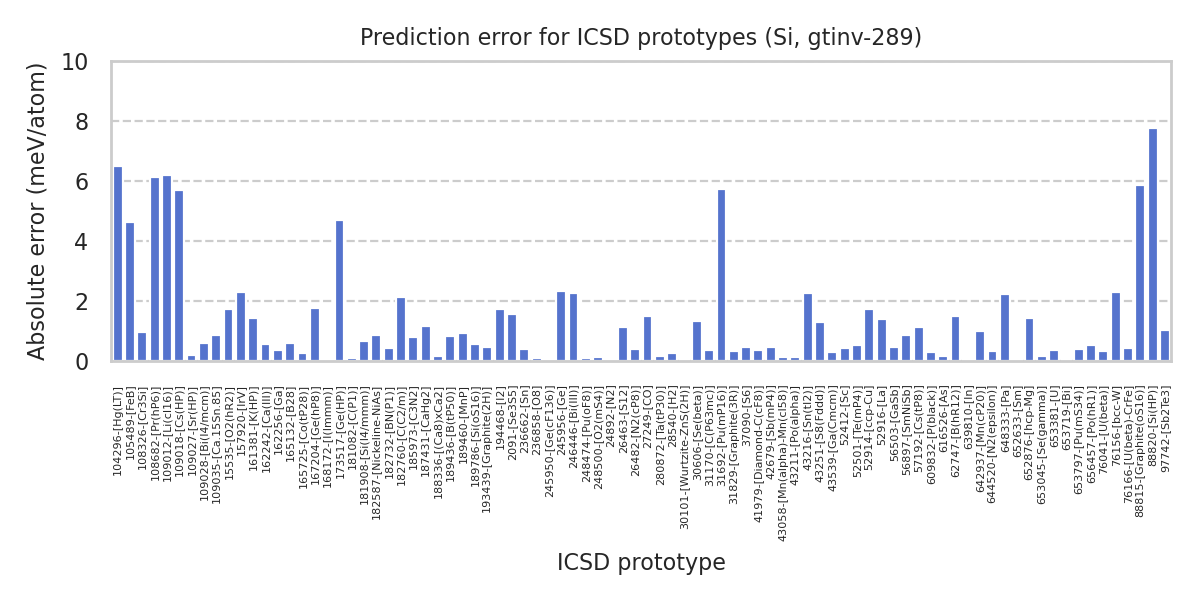 Prediction error for ICSD prototypes (Si, gtinv-289)
Absolute error (meV/atom)
10
8
6
4
2
0
104296-[Hg(LT)]
105489-[FeB]
108326-[Cr3Si]
108682-[Pr(hP6)]
109012-[Li(cI16)]
109018-[Cs(HP)]
109027-[Sr(HP)]
109028-[Bi(I4/mcm)]
109035-[Ca.15Sn.85]
15535-[O2(hR2)]
157920-[IrV]
161381-[K(HP)]
162242-[Ca(III)]
162256-[Ga]
165132-[B28]
165725-[Co(tP28)]
167204-[Ge(hP8)]
168172-[I(Immm)]
173517-[Ge(HP)]
181082-[C(P1)]
181908-[Si(I4/mmm)]
182587-[Nickeline-NiAs]
182732-[BN(P1)]
182760-[C(C2/m)]
185973-[C3N2]
187431-[CaHg2]
188336-[(Ca8)xCa2]
189436-[B(tP50)]
189460-[MnP]
189786-[Si(oS16)]
193439-[Graphite(2H)]
194468-[I2]
2091-[Se3S5]
236662-[Sn]
236858-[O8]
245950-[Ge(cF136)]
245956-[Ge]
246446-[Bi(III)]
248474-[Pu(oF8)]
248500-[O2(mS4)]
24892-[N2]
26463-[S12]
26482-[N2(cP8)]
27249-[CO]
280872-[Ta(tP30)]
28540-[H2]
30101-[Wurtzite-ZnS(2H)]
30606-[Se(beta)]
31170-[C(P63mc)]
31692-[Pu(mP16)]
31829-[Graphite(3R)]
37090-[S6]
41979-[Diamond-C(cF8)]
42679-[Sb(mP4)]
43058-[Mn(alpha)-Mn(cI58)]
43211-[Po(alpha)]
43216-[Sn(tI2)]
43251-[S8(Fddd)]
43539-[Ga(Cmcm)]
52412-[Sc]
52501-[Te(mP4)]
52914-[fcc-Cu]
52916-[La]
56503-[GaSb]
56897-[SmNiSb]
57192-[Cs(tP8)]
609832-[P(black)]
616526-[As]
62747-[B(hR12)]
639810-[In]
642937-[Mn(cP20)]
644520-[N2(epsilon)]
648333-[Pa]
652633-[Sm]
652876-[hcp-Mg]
653045-[Se(gamma)]
653381-[U]
653719-[Bi]
653797-[Pu(mS34)]
656457-[Po(hR1)]
76041-[U(beta)]
76156-[bcc-W]
76166-[U(beta)-CrFe]
88815-[Graphite(oS16)]
88820-[Si(HP)]
97742-[Sb2Te3]
ICSD prototype